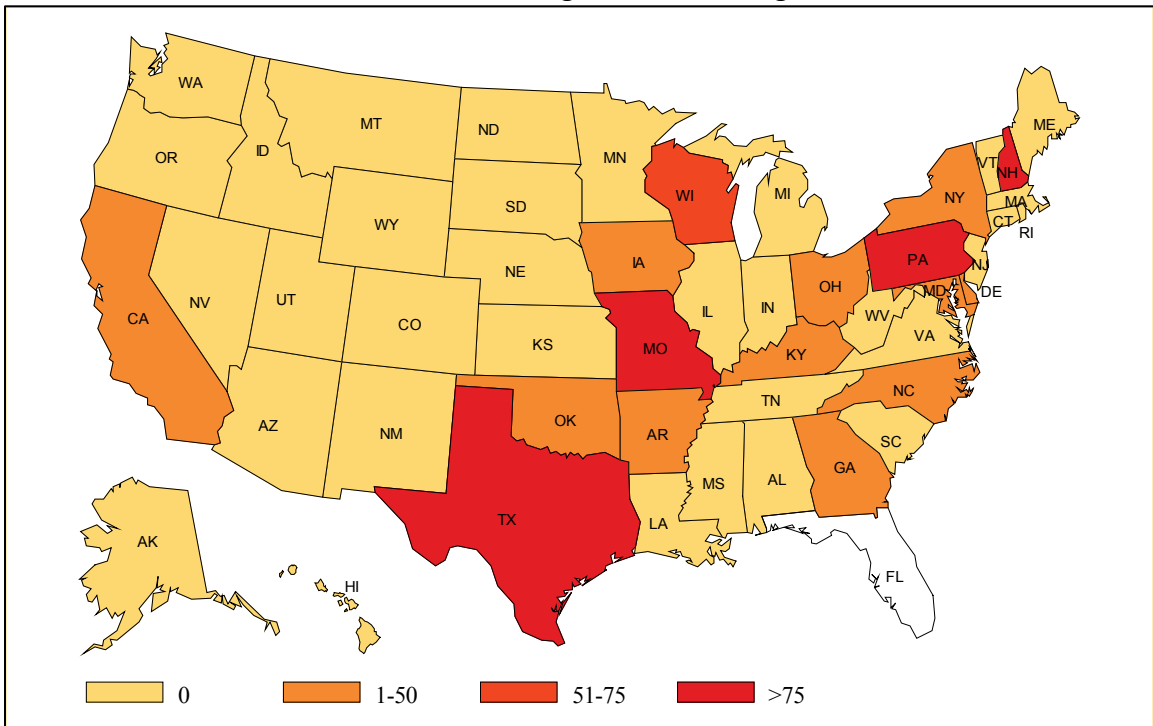 WA
MT
ND
MN
ME
OR
ID
VT
NH
WI
MI
NY
MA
SD
WY
CT
RI
IA
PA
NE
NJ
OH
MD
DE
NV
UT
IL
IN
WV
CA
CO
VA
KS
MO
KY
TN
NC
AZ
NM
OK
AR
SC
GA
MS
AL
TX
LA
AK
HI
FL
0 1-50 51-75 >75